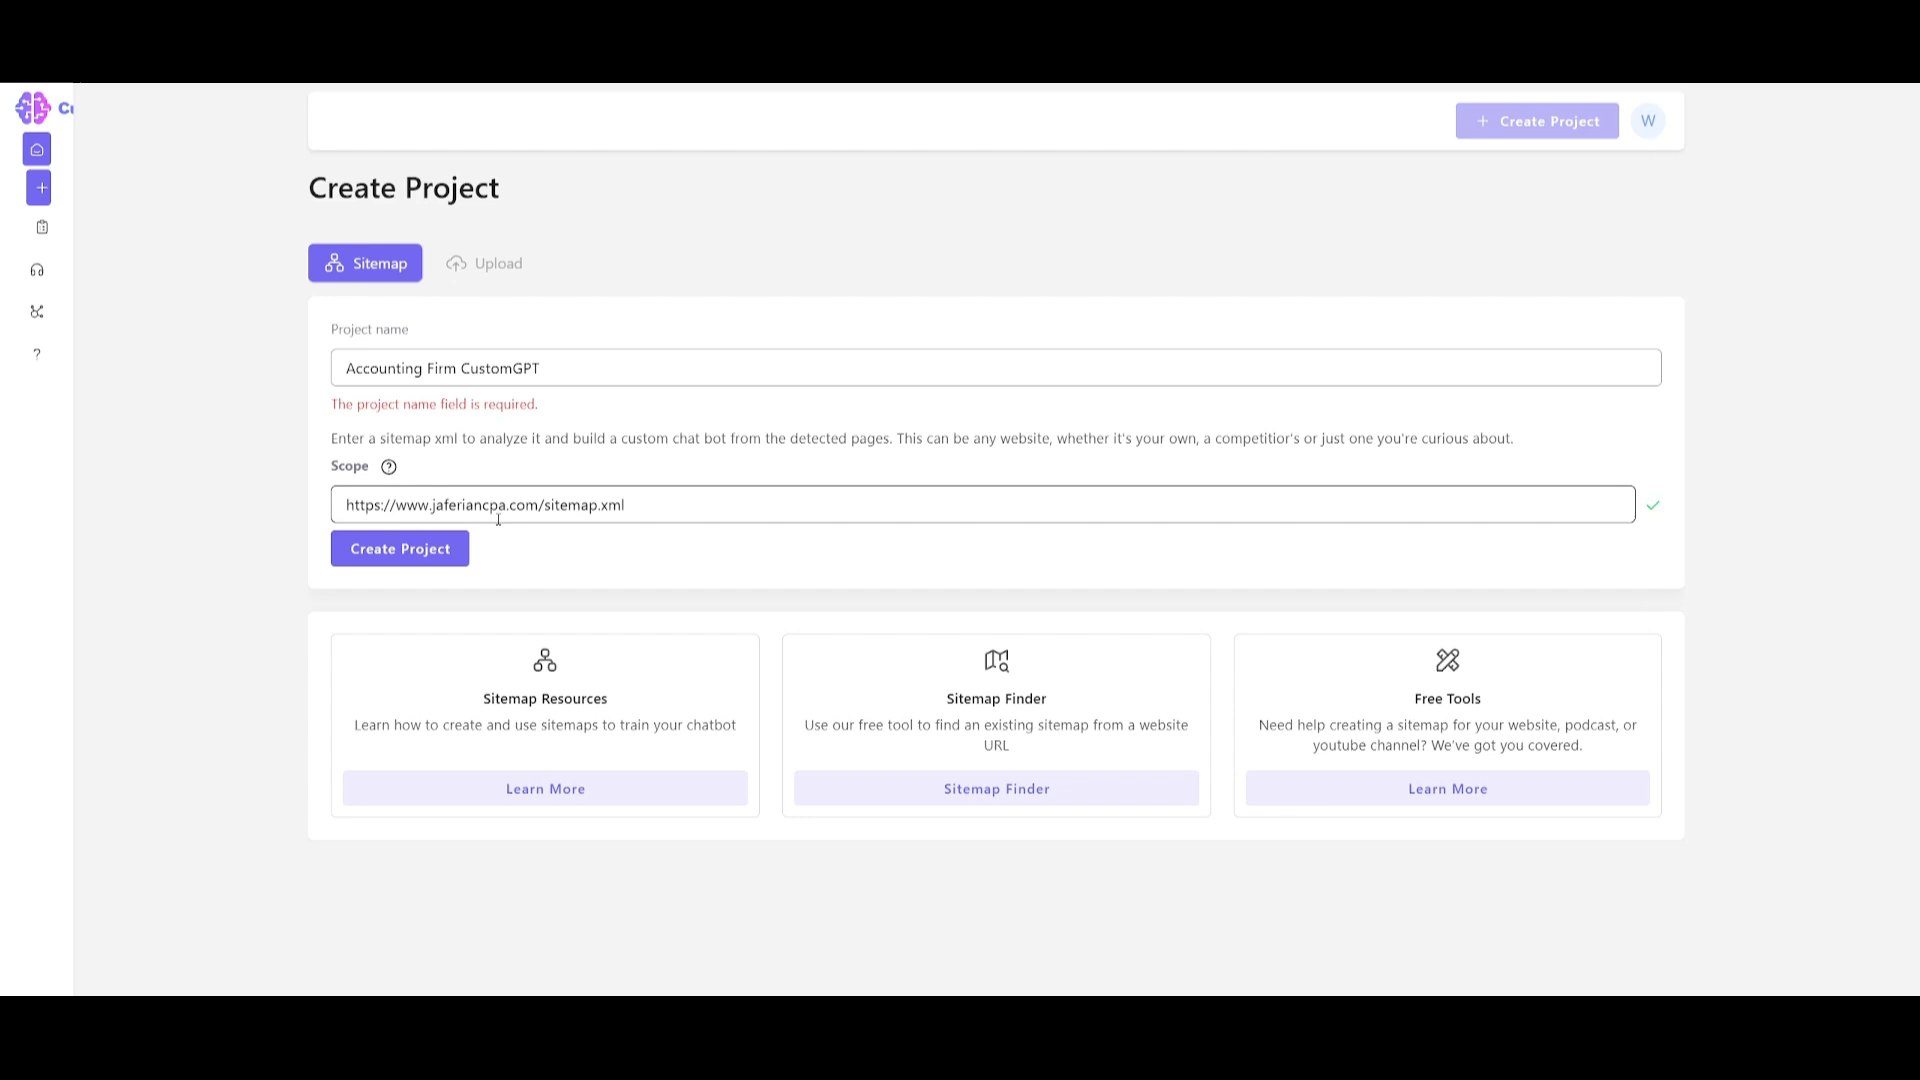 Cu
+ Create Project
W
Create Project
Sitemap
Upload
Project name
Accounting Firm CustomGPT
The project name field is required.
Enter a sitemap xml to analyze it and build a custom chat bot from the detected pages. This can be any website, whether it's your own, a competitior's or just one you're curious about.
Scope ?
https://www.jaferiancpa.com/sitemap.xml
Create Project
Sitemap Resources
Learn how to create and use sitemaps to train your chatbot
Learn More
Sitemap Finder
Use our free tool to find an existing sitemap from a website
URL
Sitemap Finder
Free Tools
Need help creating a sitemap for your website, podcast, or
youtube channel? We've got you covered.
Learn More
?